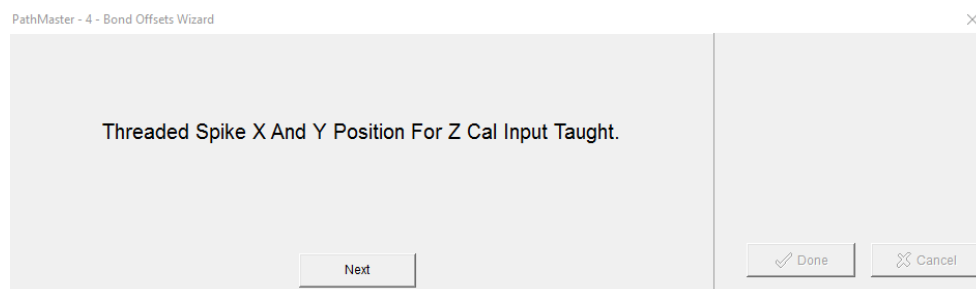 PathMaster - 4 - Bond Offsets Wizard
Threaded Spike X And Y Position For Z Cal Input Taught.
Next
Done
Cancel